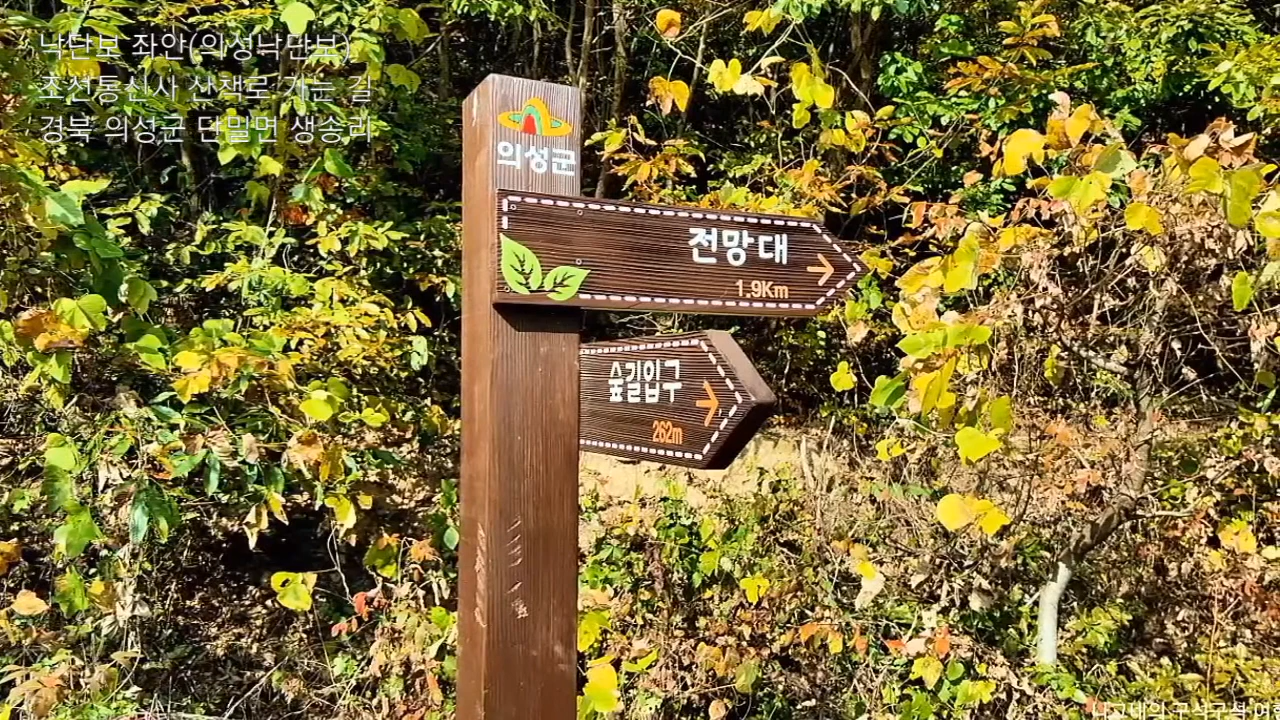 낙단보 좌안(의성낙단보)
조선통신사 산책로 가는 길
경북 의성군 단밀면 생송리
의성군
전망대
1.9Km
숲길입구
262m